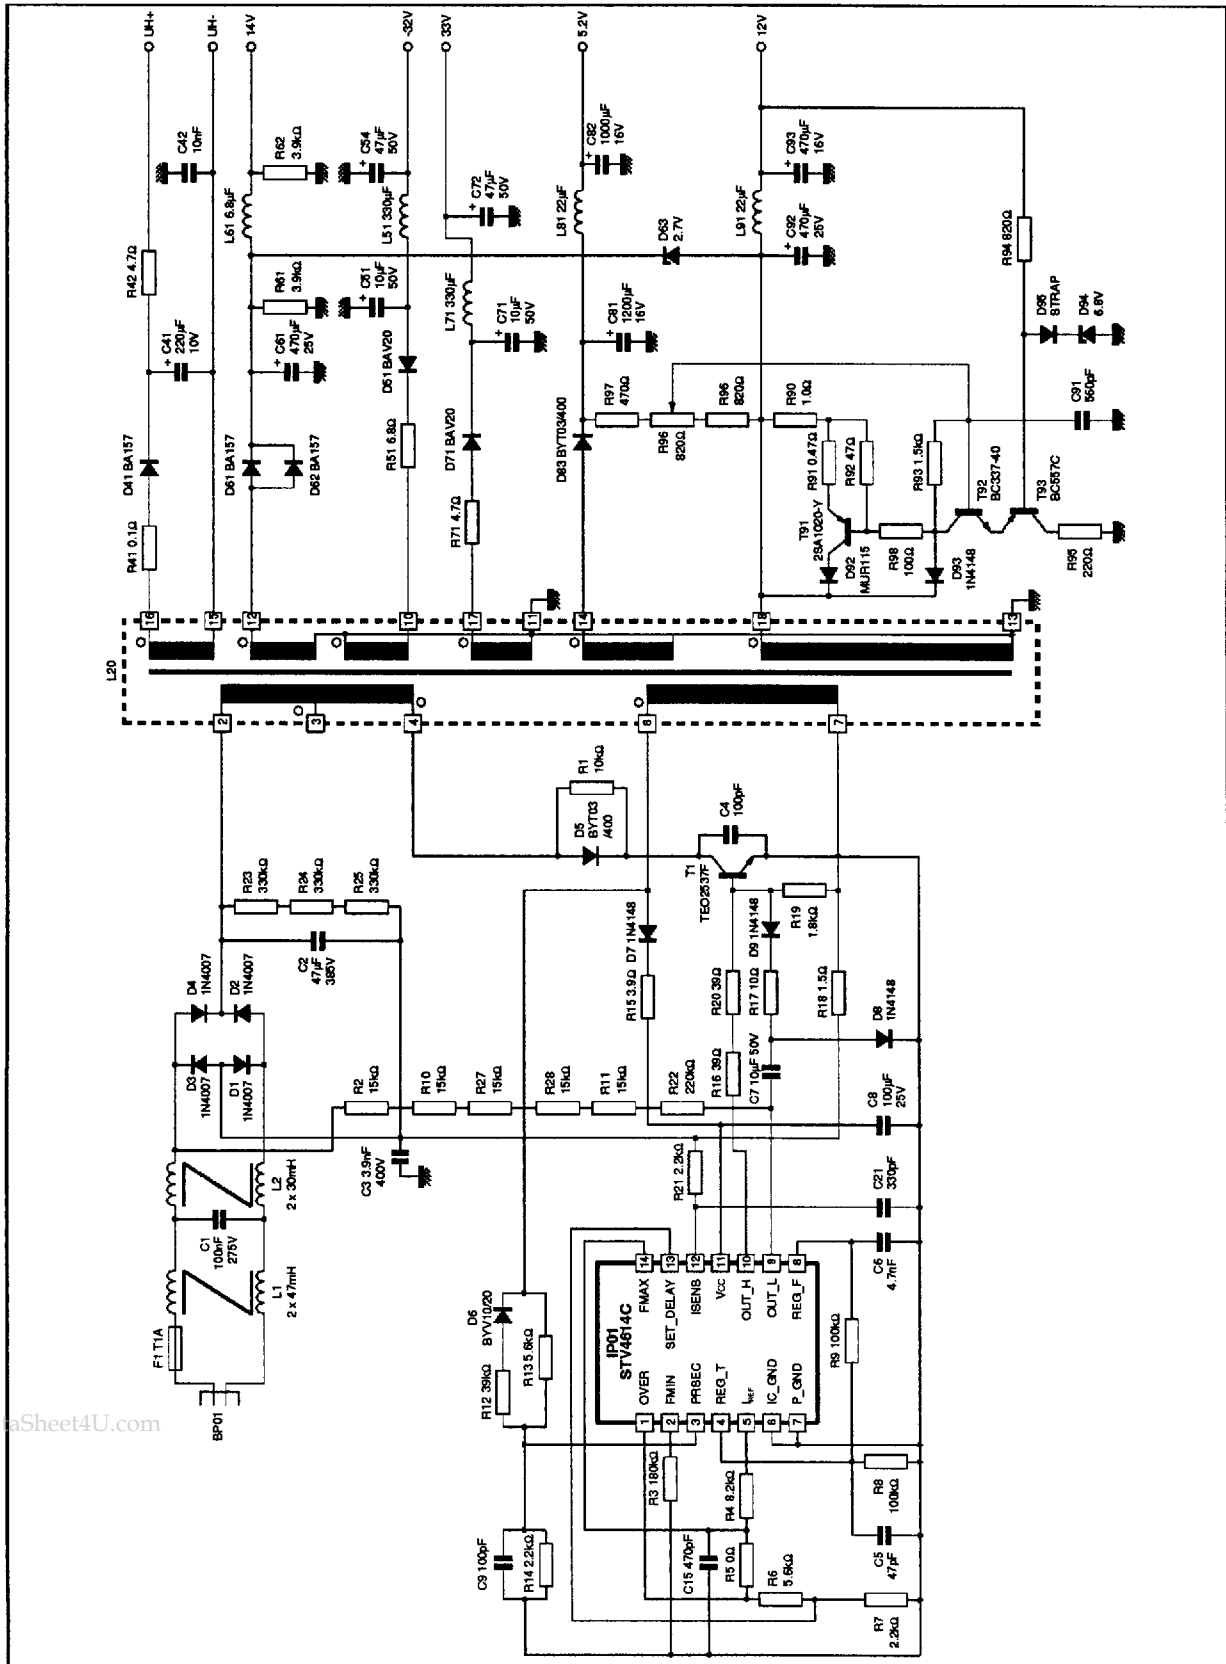 UH+
UH-
14V
-32V
33V
5.2V
12V
C42
10nF
R62
3.9kΩ
+ C54
47µF
50V
+ C72
47µF
50V
+ C82
1000µF
16V
+ C93
470µF
16V
L61 6.8µF
L51 330µF
L81 22µF
L91 22µF
D63
2.7V
+ C92
470µF
25V
R94 820Ω
R42 4.7Ω
R61
3.9kΩ
+ C51
10µF
50V
L71 330µF
D95
STRAP
D94
6.8V
+ C41
220µF
10V
+ C61
470µF
25V
D51 BAV20
+ C71
10µF
50V
+ C81
1200µF
16V
R97
470Ω
R96
820Ω
R96
820Ω
R90
1.0Ω
C91
560pF
D41 BA157
D61 BA157
D62 BA157
R51 6.8Ω
D71 BAV20
D83 BYT03/400
R91 0.47Ω
R92 47Ω
R93 1.5kΩ
T92
BC337-40
T93
BC557C
R41 0.1Ω
R71 4.7Ω
T91
2SA1020-Y
D92
MUR115
R98
100Ω
D93
1N4148
R95
220Ω
16
15
12
10
17
11
14
18
13
L20
2
3
4
6
7
R1
10kΩ
D5
BYT03
/400
C4
100pF
T1
TEO2537F
R23
330kΩ
R24
330kΩ
R25
330kΩ
C2
47µF
385V
D4
1N4007
D2
1N4007
D3
1N4007
D1
1N4007
D7 1N4148
R15 3.9Ω
D9 1N4148
R19
1.8kΩ
R20 39Ω
R17 10Ω
R18 1.5Ω
R16 39Ω
C7 10µF 50V
D8
1N4148
R2
15kΩ
R10
15kΩ
R27
15kΩ
R28
15kΩ
R11
15kΩ
R22
220kΩ
C8
100µF
25V
C3 3.9nF
400V
R21 2.2kΩ
C21
330pF
C6
4.7nF
L2
2 x 30mH
C1
100nF
275V
L1
2 x 47mH
F1 T1A
BP01
D6
BYV10/20
R12 39kΩ
R13 5.6kΩ
IP01
STV4614C
14
13
12
11
10
9
8
FMAX
SET_DELAY
ISENS
VCC
OUT_H
OUT_L
REG_F
OVER
FMIN
PRSEC
REG_T
IREF
IC_GND
P_GND
1
2
3
4
5
6
7
R9 100kΩ
R3 180kΩ
R4 8.2kΩ
R8
100kΩ
C9 100pF
R14 2.2kΩ
C15 470pF
R5 0Ω
R6
5.6kΩ
C5
47pF
R7
2.2kΩ
taSheet4U.com